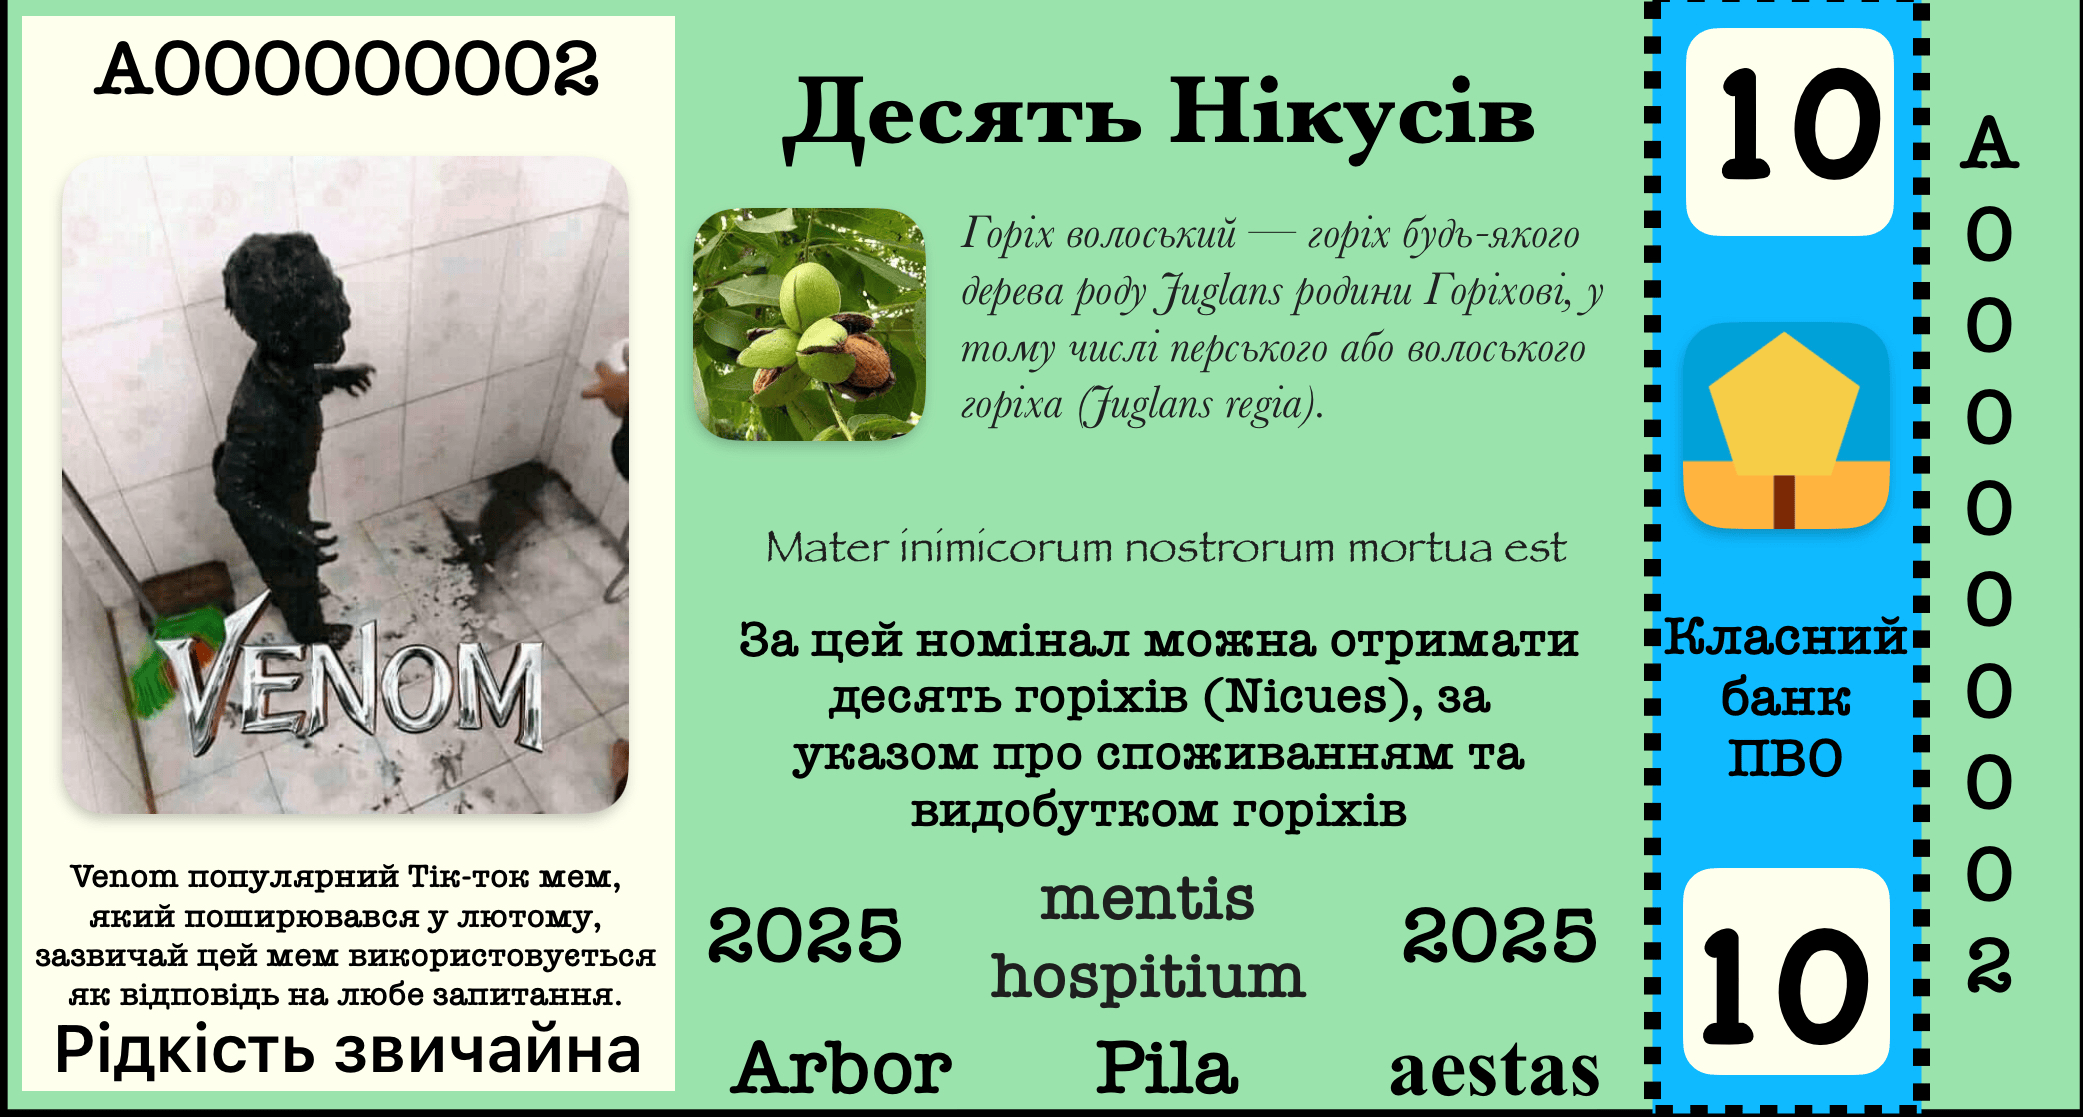 A000000002
VENOM
Venom популярний Тік-ток мем,
який поширювався у лютому,
зазвичай цей мем використовується
як відповідь на любе запитання.
Рідкість звичайна
Десять Нікусів
Горіх волоський — горіх будь-якого
дерева роду Juglans родини Горіхові, у
тому числі перського або волоського
горіха (Juglans regia).
Mater inimicorum nostrorum mortua est
За цей номінал можна отримати
десять горіхів (Nicues), за
указом про споживанням та
видобутком горіхів
2025
mentis
hospitium
2025
Arbor
Pila
aestas
10
Класний
банк
ПВО
10
A
0
0
0
0
0
0
0
0
2